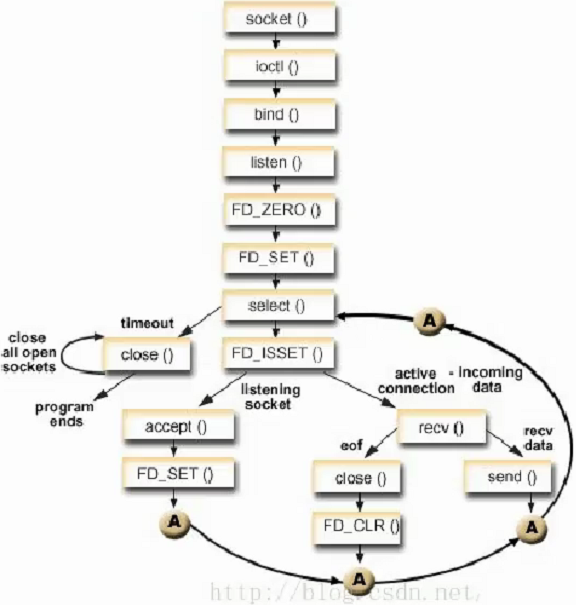 socket ()
ioctl ()
bind ()
listen ()
FD_ZERO ()
FD_SET ()
select ()
A
timeout
close
all open
sockets
close ()
FD_ISSET ()
program
ends
listening
socket
active
connection
- incoming
data
accept ()
recv ()
eof
recv
data
FD_SET ()
close ()
send ()
A
FD_CLR ()
A
A
http://blog.csdn.net,